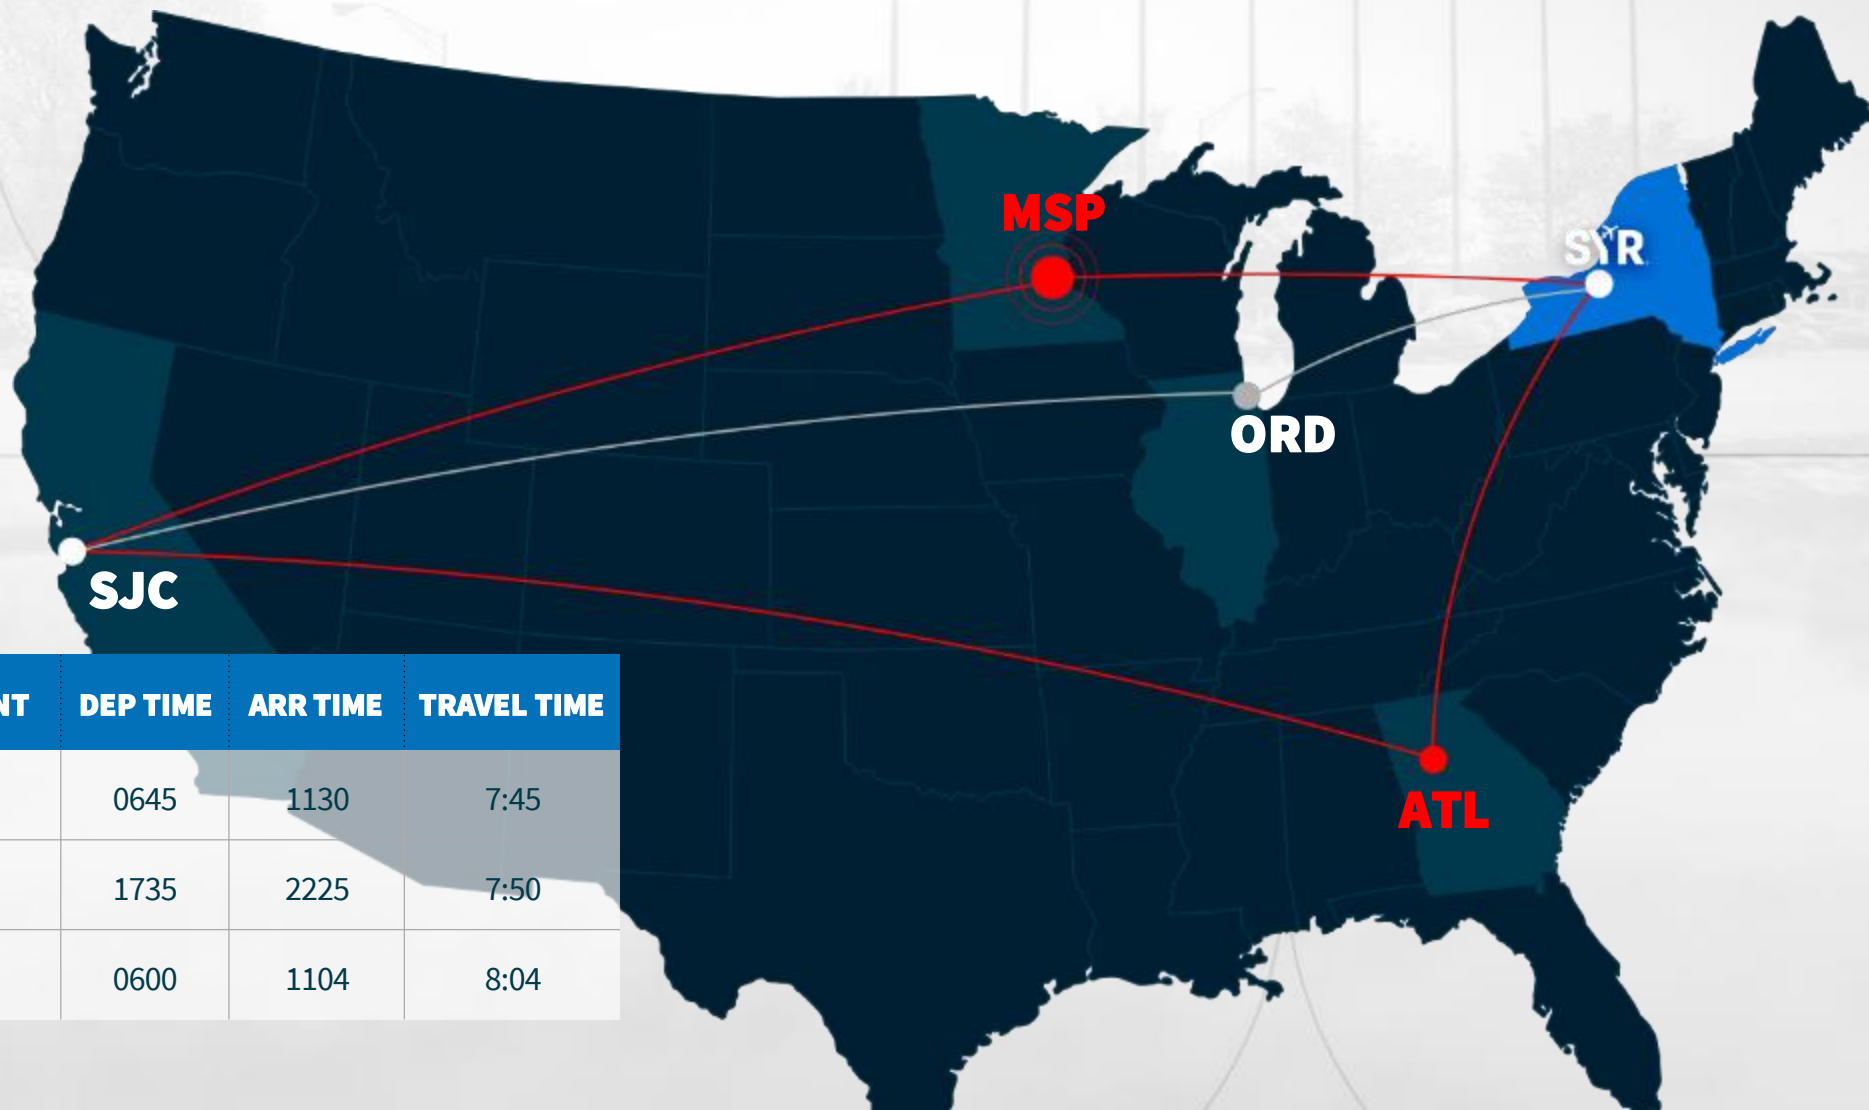 MSP
SYR
ORD
SJC
NT DEP TIME ARR TIME TRAVEL TIME
0645 1130 7:45
1735 2225 7:50
0600 1104 8:04
ATL